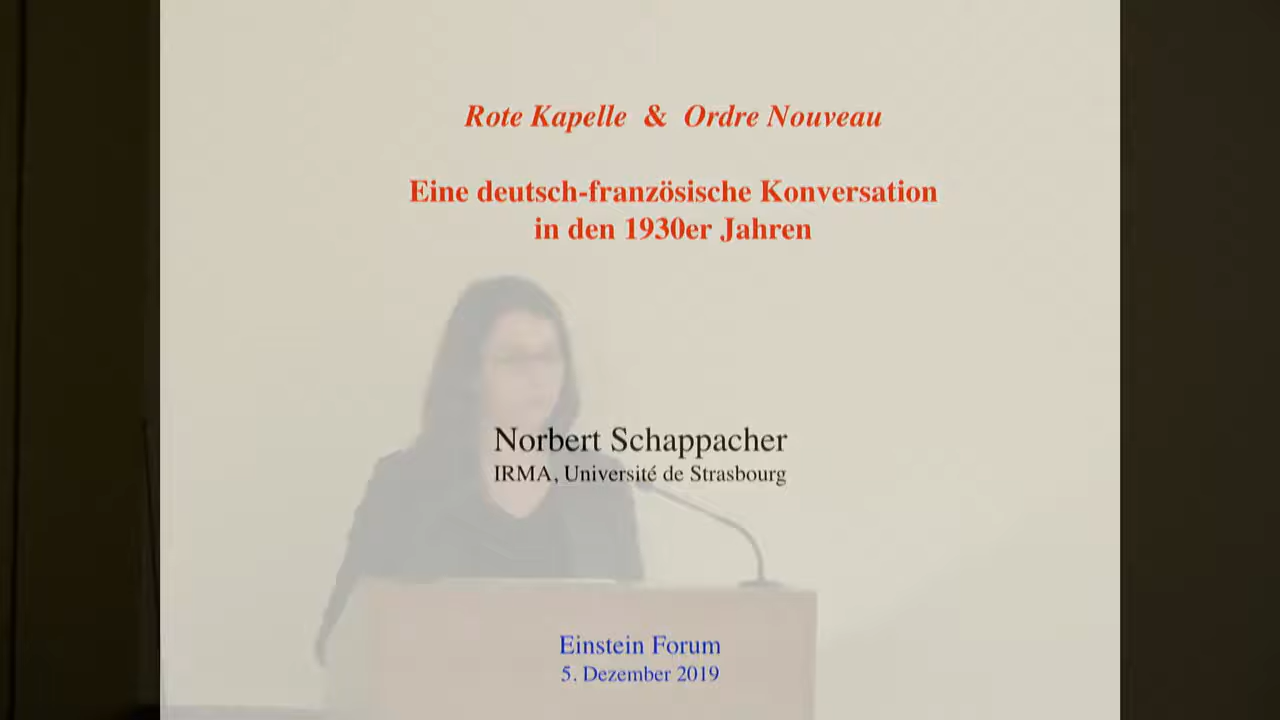 Rote Kapelle & Ordre Nouveau
Eine deutsch-französische Konversation
in den 1930er Jahren
Norbert Schappacher
IRMA, Université de Strasbourg
Einstein Forum
5. Dezember 2019